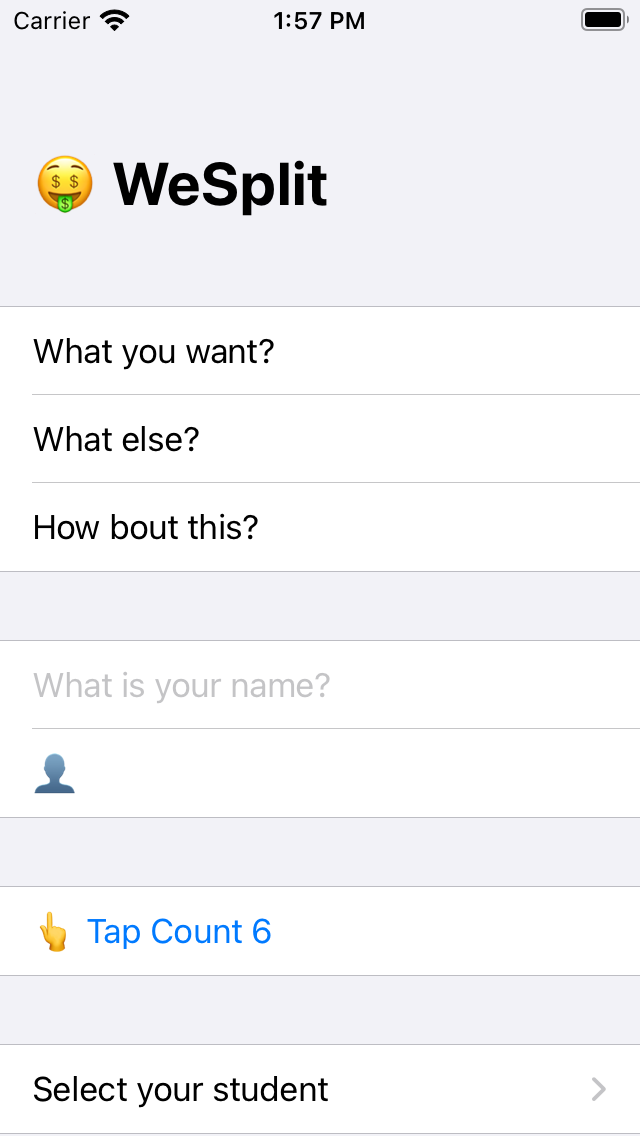 Carrier 1:57 PM
🤑 WeSplit
What you want?
What else?
How bout this?
What is your name?
👤
👆 Tap Count 6
Select your student